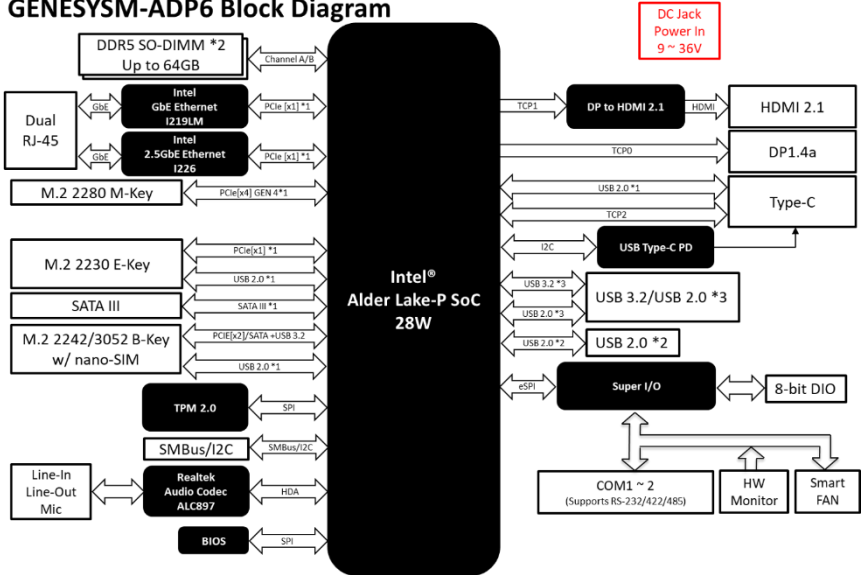 GENESYSM-ADP6 Block Diagram
DC Jack
Power In
9 ~ 36V
DDR5 SO-DIMM *2
Up to 64GB
Channel A/B
Dual
RJ-45
GbE
Intel
GbE Ethernet
I219LM
PCIe [x1] *1
GbE
Intel
2.5GbE Ethernet
I226
PCIe [x1] *1
M.2 2280 M-Key
PCIe[x4] GEN 4*1
M.2 2230 E-Key
PCIe[x1] *1
USB 2.0 *1
SATA III
SATA III *1
M.2 2242/3052 B-Key
w/ nano-SIM
PCIE[x2]/SATA +USB 3.2
USB 2.0 *1
TPM 2.0
SPI
SMBus/I2C
SMBus/I2C
Line-In
Line-Out
Mic
Realtek
Audio Codec
ALC897
HDA
BIOS
SPI
Intel®
Alder Lake-P SoC
28W
TCP1
DP to HDMI 2.1
HDMI
HDMI 2.1
TCP0
DP1.4a
USB 2.0 *1
TCP2
Type-C
I2C
USB Type-C PD
USB 3.2 *3
USB 2.0 *3
USB 3.2/USB 2.0 *3
USB 2.0 *2
USB 2.0 *2
eSPI
Super I/O
8-bit DIO
COM1 ~ 2
(Supports RS-232/422/485)
HW
Monitor
Smart
FAN